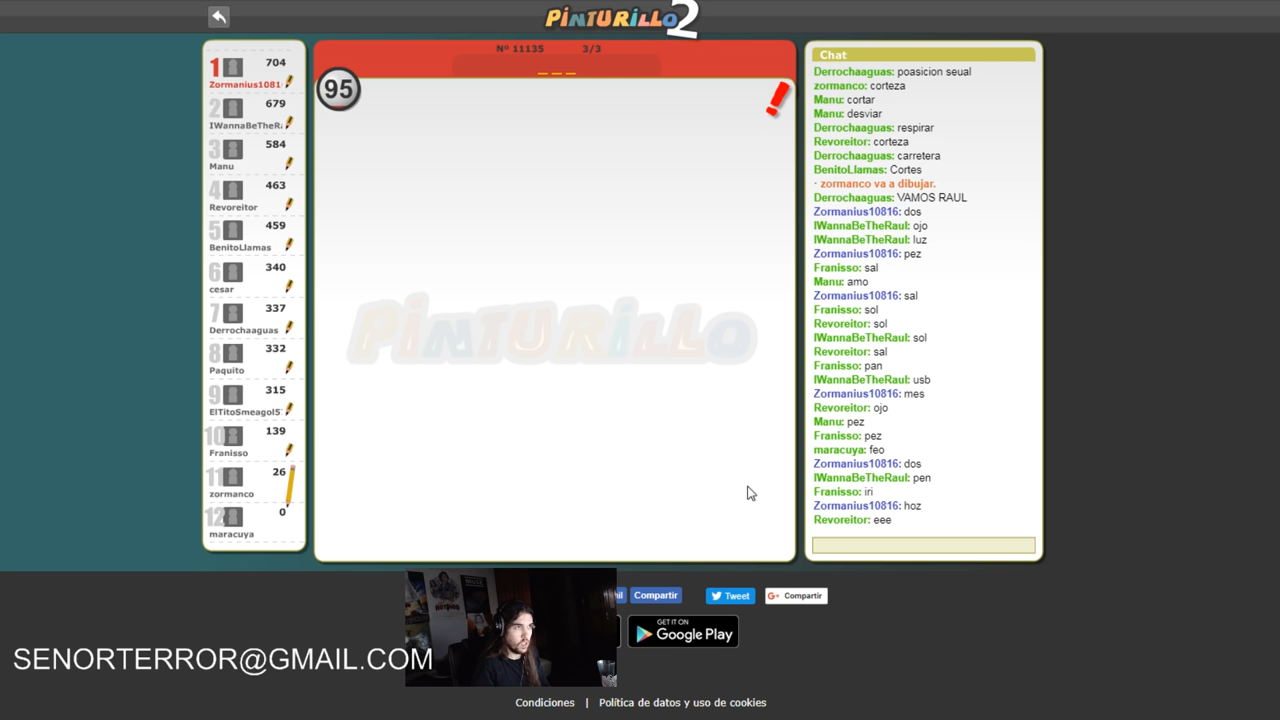 PiNTURiLLO2
Nº 11135 3/3
_ _ _
95
1 704
Zormanius1081
2 679
IWannaBeTheRa
3 584
Manu
4 463
Revoreitor
5 459
BenitoLlamas
6 340
cesar
7 337
Derrochaaguas
8 332
Paquito
9 315
ElTitoSmeagol57
10 139
Franisso
11 26
zormanco
12 0
maracuya
PiNTURiLLO
Chat
Derrochaaguas: poasicion seual
zormanco: corteza
Manu: cortar
Manu: desviar
Derrochaaguas: respirar
Revoreitor: corteza
Derrochaaguas: carretera
BenitoLlamas: Cortes
· zormanco va a dibujar.
Derrochaaguas: VAMOS RAUL
Zormanius10816: dos
IWannaBeTheRaul: ojo
IWannaBeTheRaul: luz
Zormanius10816: pez
Franisso: sal
Manu: amo
Zormanius10816: sal
Franisso: sol
Revoreitor: sol
IWannaBeTheRaul: sol
Revoreitor: sal
Franisso: pan
IWannaBeTheRaul: usb
Zormanius10816: mes
Revoreitor: ojo
Manu: pez
Franisso: pez
maracuya: feo
Zormanius10816: dos
IWannaBeTheRaul: pen
Franisso: iri
Zormanius10816: hoz
Revoreitor: eee
Compartir Tweet G+ Compartir
GET IT ON
Google Play
SENORTERROR@GMAIL.COM
Condiciones | Política de datos y uso de cookies